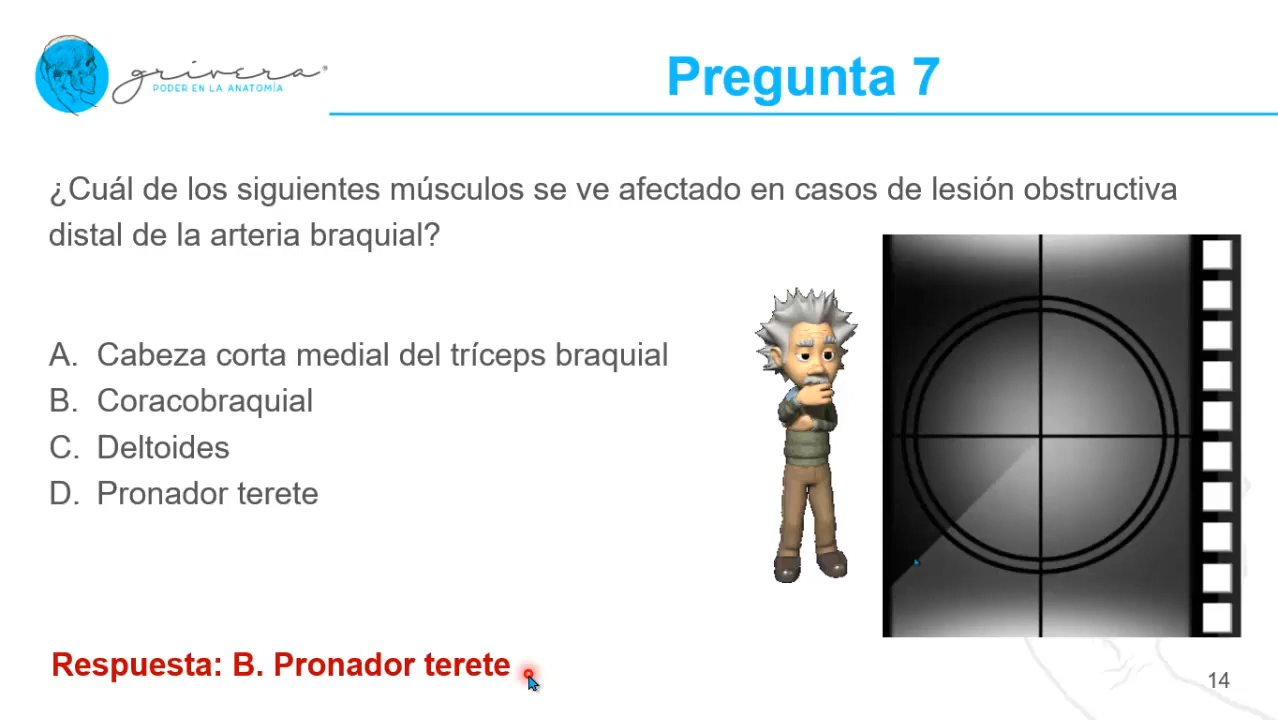 grivera®
PODER EN LA ANATOMÍA
Pregunta 7
¿Cuál de los siguientes músculos se ve afectado en casos de lesión obstructiva
distal de la arteria braquial?
A. Cabeza corta medial del tríceps braquial
B. Coracobraquial
C. Deltoides
D. Pronador terete
Respuesta: B. Pronador terete
14